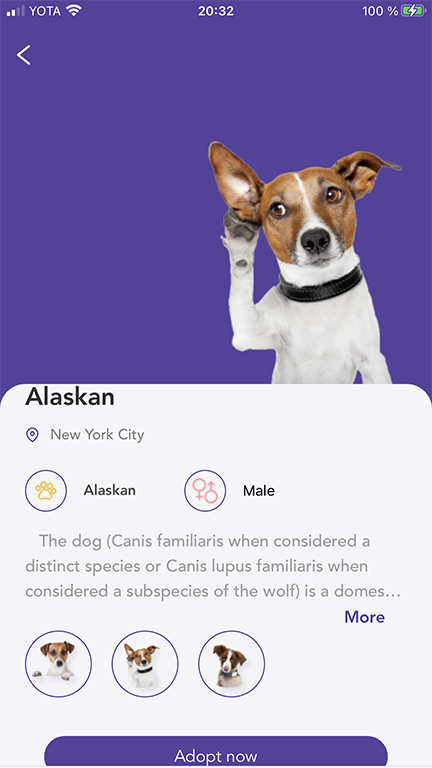 YOTA
20:32
100 %
Alaskan
New York City
Alaskan
Male
The dog (Canis familiaris when considered a
distinct species or Canis lupus familiaris when
considered a subspecies of the wolf) is a domes…
More
Adopt now